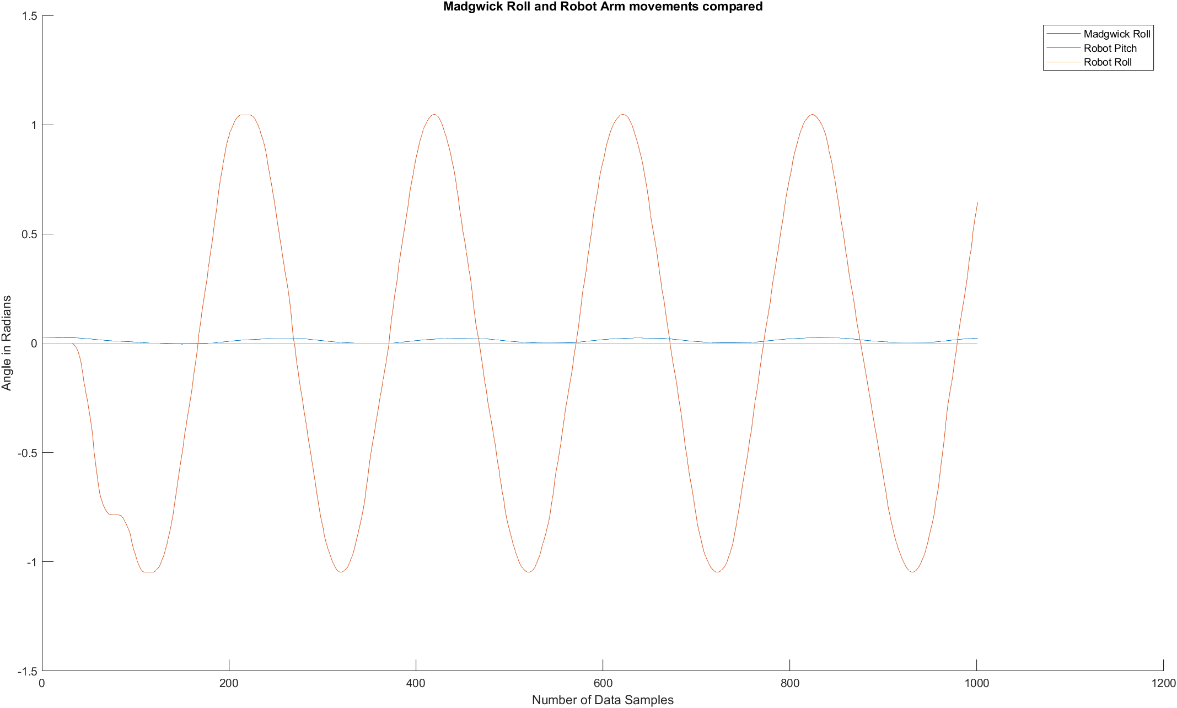 Madgwick Roll and Robot Arm movements compared
1.5
Madgwick Roll
Robot Pitch
Robot Roll
1
0.5
0
-0.5
-1
-1.5
Angle in Radians
0 200 400 600 800 1000 1200
Number of Data Samples